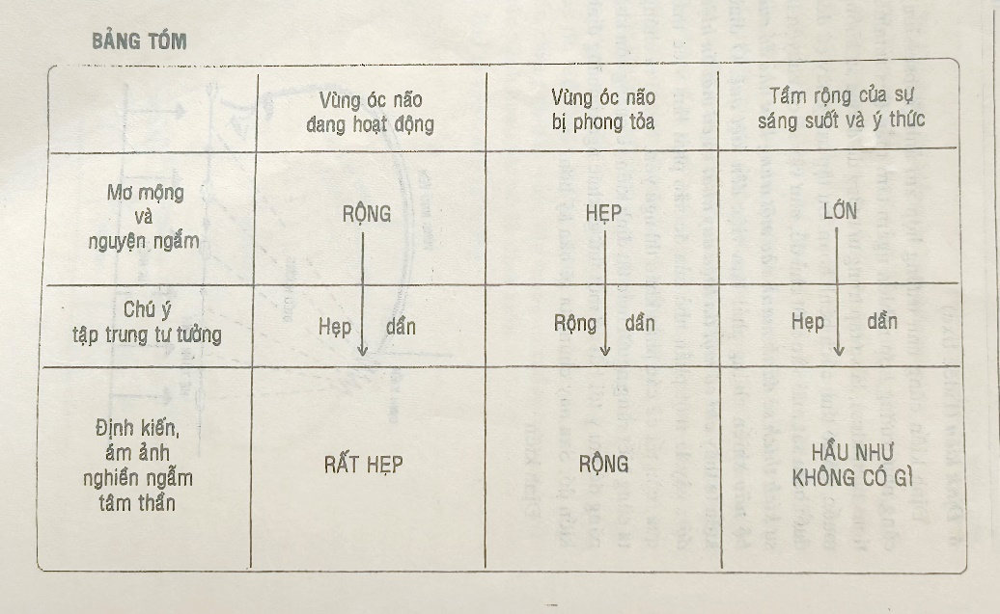 BẢNG TÓM
Vùng óc não
đang hoạt động
Vùng óc não
bị phong tỏa
Tầm rộng của sự
sáng suốt và ý thức
Mơ mộng
và
nguyện ngắm
RỘNG
HẸP
LỚN
Chú ý
tập trung tư tưởng
Hẹp dần
Rộng dần
Hẹp dần
Định kiến,
ám ảnh
nghiền ngẫm
tâm thần
RẤT HẸP
RỘNG
HẦU NHƯ
KHÔNG CÓ GÌ